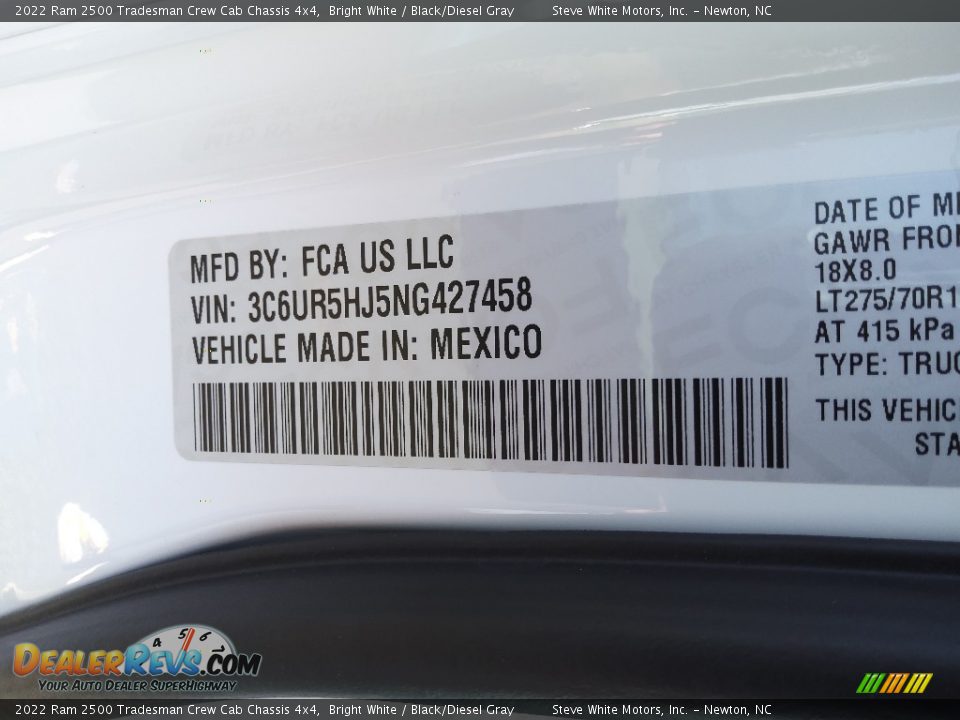 2022 Ram 2500 Tradesman Crew Cab Chassis 4x4, Bright White / Black/Diesel Gray Steve White Motors, Inc. - Newton, NC
MFD BY: FCA US LLC
VIN: 3C6UR5HJ5NG427458
VEHICLE MADE IN: MEXICO
DATE OF M
GAWR FRO
18X8.0
LT275/70R1
AT 415 kPa
TYPE: TRUC
THIS VEHIC
STA
4 5 6
DEALERREVS.COM
YOUR AUTO DEALER SUPERHIGHWAY
2022 Ram 2500 Tradesman Crew Cab Chassis 4x4, Bright White / Black/Diesel Gray Steve White Motors, Inc. - Newton, NC